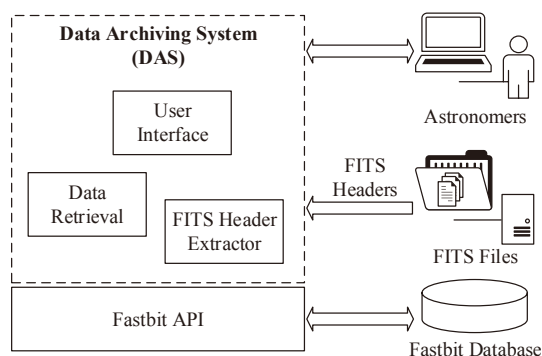 Data Archiving System
(DAS)
User
Interface
Data
Retrieval
FITS Header
Extractor
Fastbit API
Astronomers
FITS
Headers
FITS Files
Fastbit Database